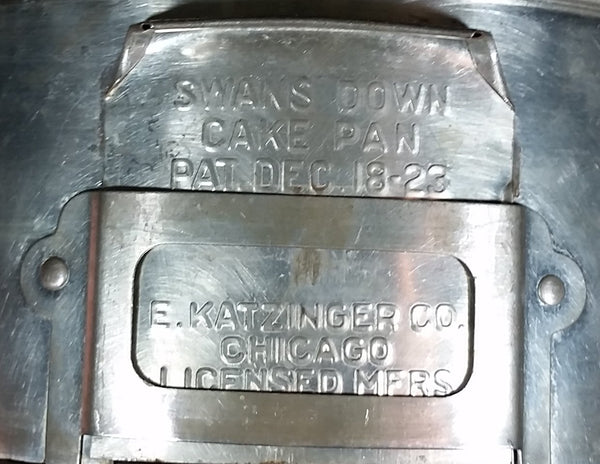 SWANS DOWN
CAKE PAN
PAT. DEC. 18-23
E. KATZINGER CO.
CHICAGO
LICENSED MFRS